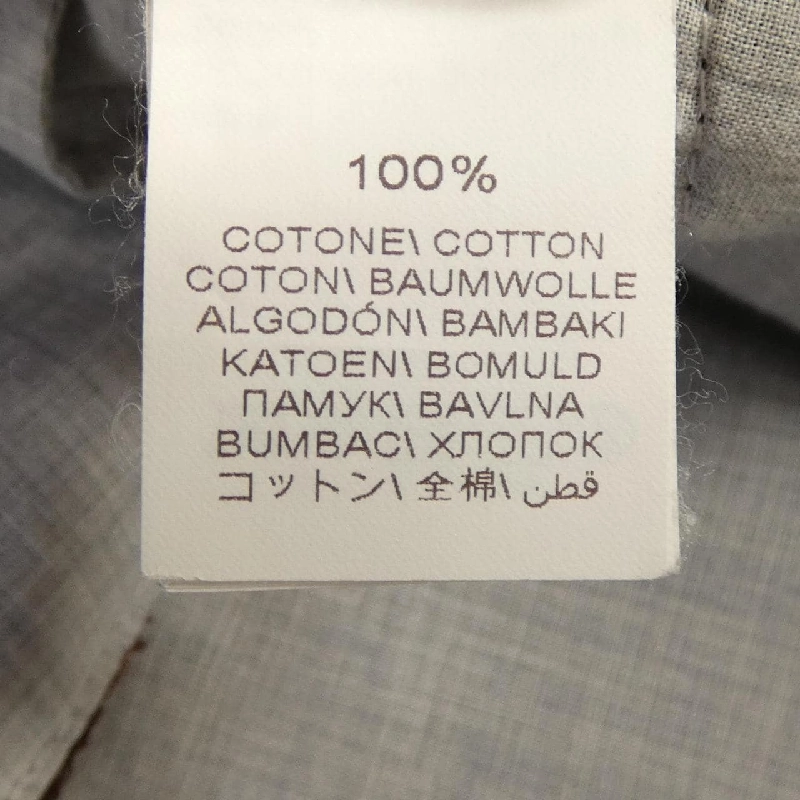 100%
COTONE\ COTTON
COTON\ BAUMWOLLE
ALGODÓN\ BAMBAKI
KATOEN\ BOMULD
ПАМУК\ BAVLNA
BUMBAC\ ХЛОПОК
コットン\ 全棉\ قطن